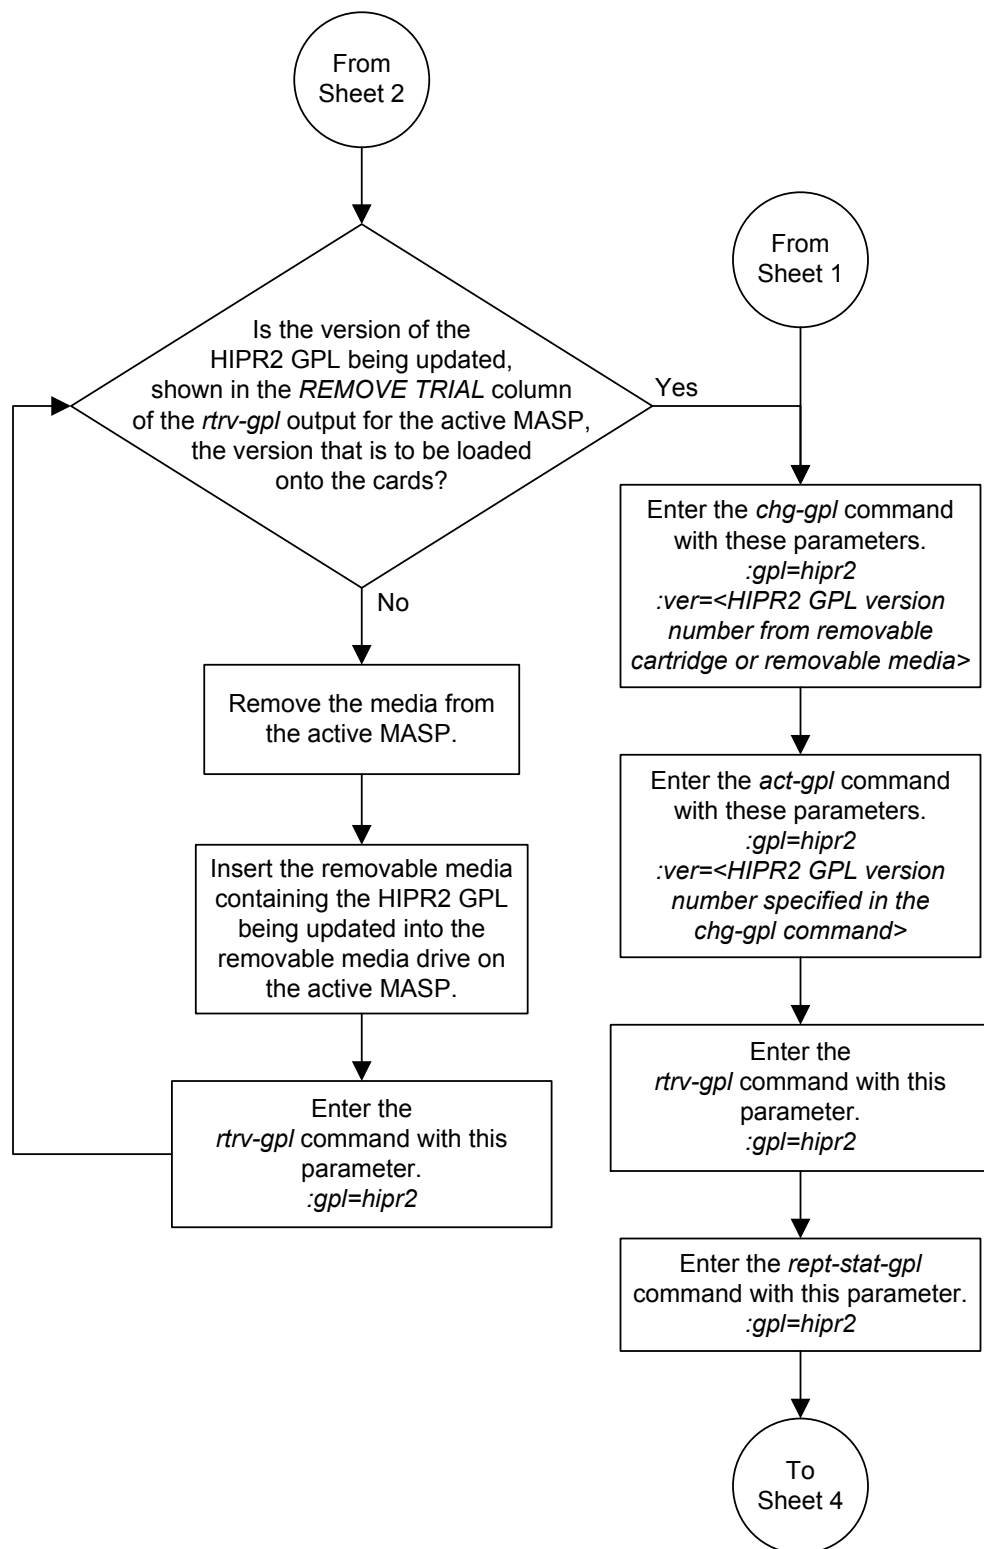 From
Sheet 2
Is the version of the
HIPR2 GPL being updated,
shown in the REMOVE TRIAL column
of the rtrv-gpl output for the active MASP,
the version that is to be loaded
onto the cards?
Yes
No
Remove the media from
the active MASP.
Insert the removable media
containing the HIPR2 GPL
being updated into the
removable media drive on
the active MASP.
Enter the
rtrv-gpl command with this
parameter.
:gpl=hipr2
From
Sheet 1
Enter the chg-gpl command
with these parameters.
:gpl=hipr2
:ver=<HIPR2 GPL version
number from removable
cartridge or removable media>
Enter the act-gpl command
with these parameters.
:gpl=hipr2
:ver=<HIPR2 GPL version
number specified in the
chg-gpl command>
Enter the
rtrv-gpl command with this
parameter.
:gpl=hipr2
Enter the rept-stat-gpl
command with this parameter.
:gpl=hipr2
To
Sheet 4